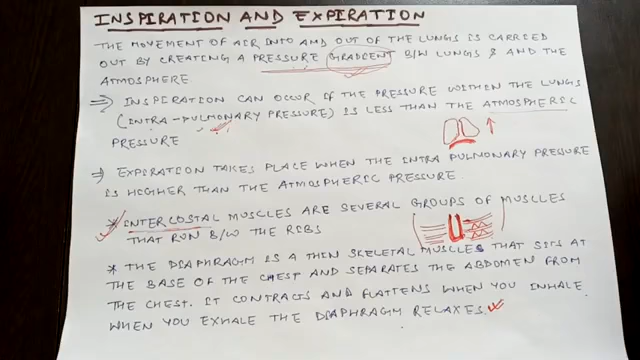 INSPIRATION AND EXPIRATION
THE MOVEMENT OF AIR INTO AND OUT OF THE LUNGS IS CARRIED
OUT BY CREATING A PRESSURE GRADIENT B/W LUNGS & AND THE
ATMOSPHERE.
⇒ INSPIRATION CAN OCCUR IF THE PRESSURE WITHIN THE LUNGS
(INTRA-PULMONARY PRESSURE) IS LESS THAN THE ATMOSPHERIC
PRESSURE
⇒ EXPIRATION TAKES PLACE WHEN THE INTRA PULMONARY PRESSURE
IS HIGHER THAN THE ATMOSPHERIC PRESSURE.
* INTERCOSTAL MUSCLES ARE SEVERAL GROUPS OF MUSCLES
THAT RUN B/W THE RIBS
* THE DIAPHRAGM IS A THIN SKELETAL MUSCLES THAT SITS AT
THE BASE OF THE CHEST AND SEPARATES THE ABDOMEN FROM
THE CHEST. IT CONTRACTS AND FLATTENS WHEN YOU INHALE
WHEN YOU EXHALE THE DIAPHRAGM RELAXES.